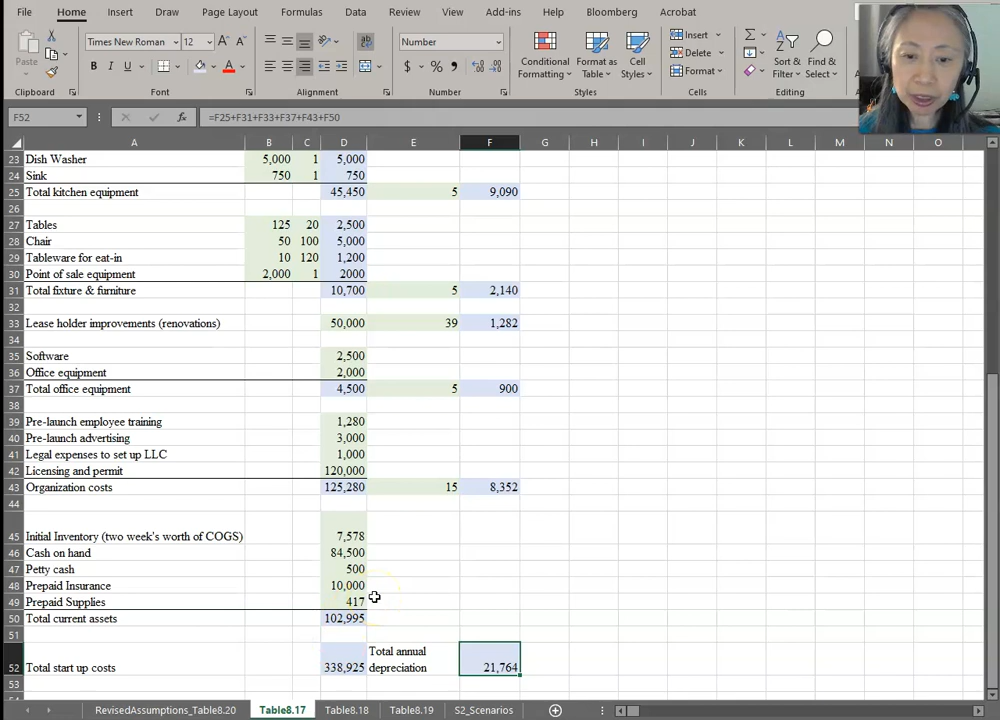 File Home Insert Draw Page Layout Formulas Data Review View Add-ins Help Bloomberg Acrobat
Times New Roman 12 A^ A˅ ab Number Insert Σ
Paste B I U A $ % , Conditional Formatting Format as Table Cell Styles Delete Format Sort & Filter Find & Select
Clipboard Font Alignment Number Styles Cells Editing
F52 fx =F25+F31+F33+F37+F43+F50
A B C D E F G H I J K L M N O
23 Dish Washer 5,000 1 5,000
24 Sink 750 1 750
25 Total kitchen equipment 45,450 5 9,090
26
27 Tables 125 20 2,500
28 Chair 50 100 5,000
29 Tableware for eat-in 10 120 1,200
30 Point of sale equipment 2,000 1 2000
31 Total fixture & furniture 10,700 5 2,140
32
33 Lease holder improvements (renovations) 50,000 39 1,282
34
35 Software 2,500
36 Office equipment 2,000
37 Total office equipment 4,500 5 900
38
39 Pre-launch employee training 1,280
40 Pre-launch advertising 3,000
41 Legal expenses to set up LLC 1,000
42 Licensing and permit 120,000
43 Organization costs 125,280 15 8,352
44
45 Initial Inventory (two week's worth of COGS) 7,578
46 Cash on hand 84,500
47 Petty cash 500
48 Prepaid Insurance 10,000
49 Prepaid Supplies 417
50 Total current assets 102,995
51
Total annual
52 Total start up costs 338,925 depreciation 21,764
53
RevisedAssumptions_Table8.20 Table8.17 Table8.18 Table8.19 S2_Scenarios